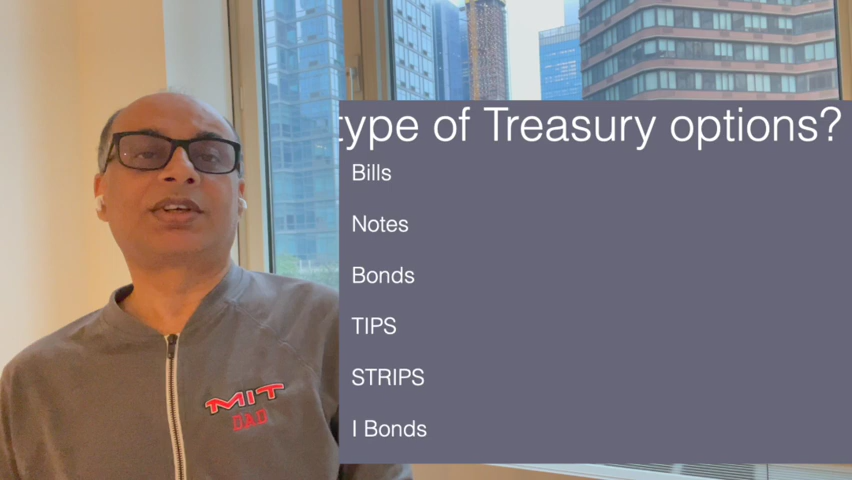 type of Treasury options?
Bills
Notes
Bonds
TIPS
STRIPS
I Bonds
MIT
DAD